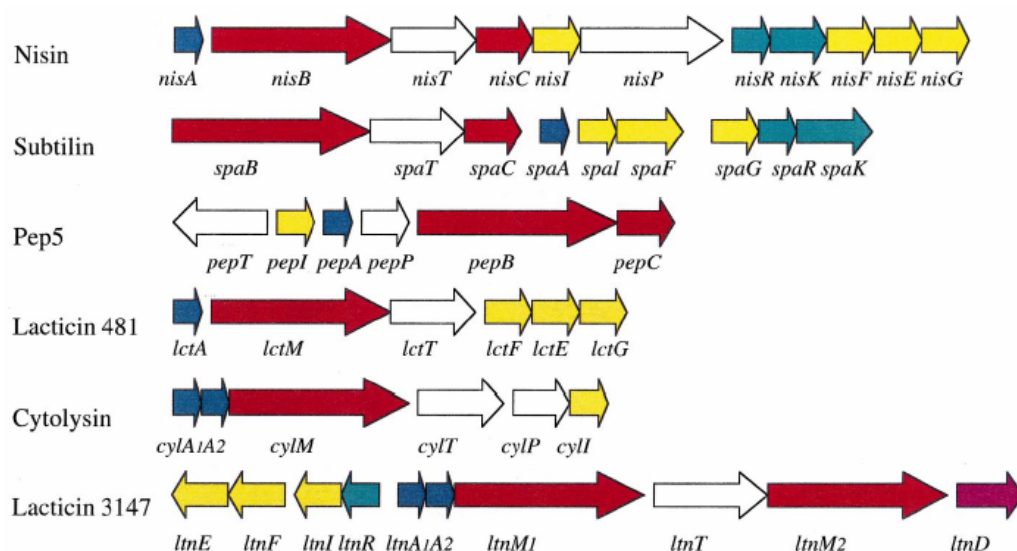 Nisin
nisA nisB nisT nisC nisI nisP nisR nisK nisF nisE nisG
Subtilin
spaB spaT spaC spaA spaI spaF spaG spaR spaK
Pep5
pepT pepI pepA pepP pepB pepC
Lacticin 481
lctA lctM lctT lctF lctE lctG
Cytolysin
cylA1A2 cylM cylT cylP cylI
Lacticin 3147
ltnE ltnF ltnI ltnR ltnA1A2 ltnM1 ltnT ltnM2 ltnD